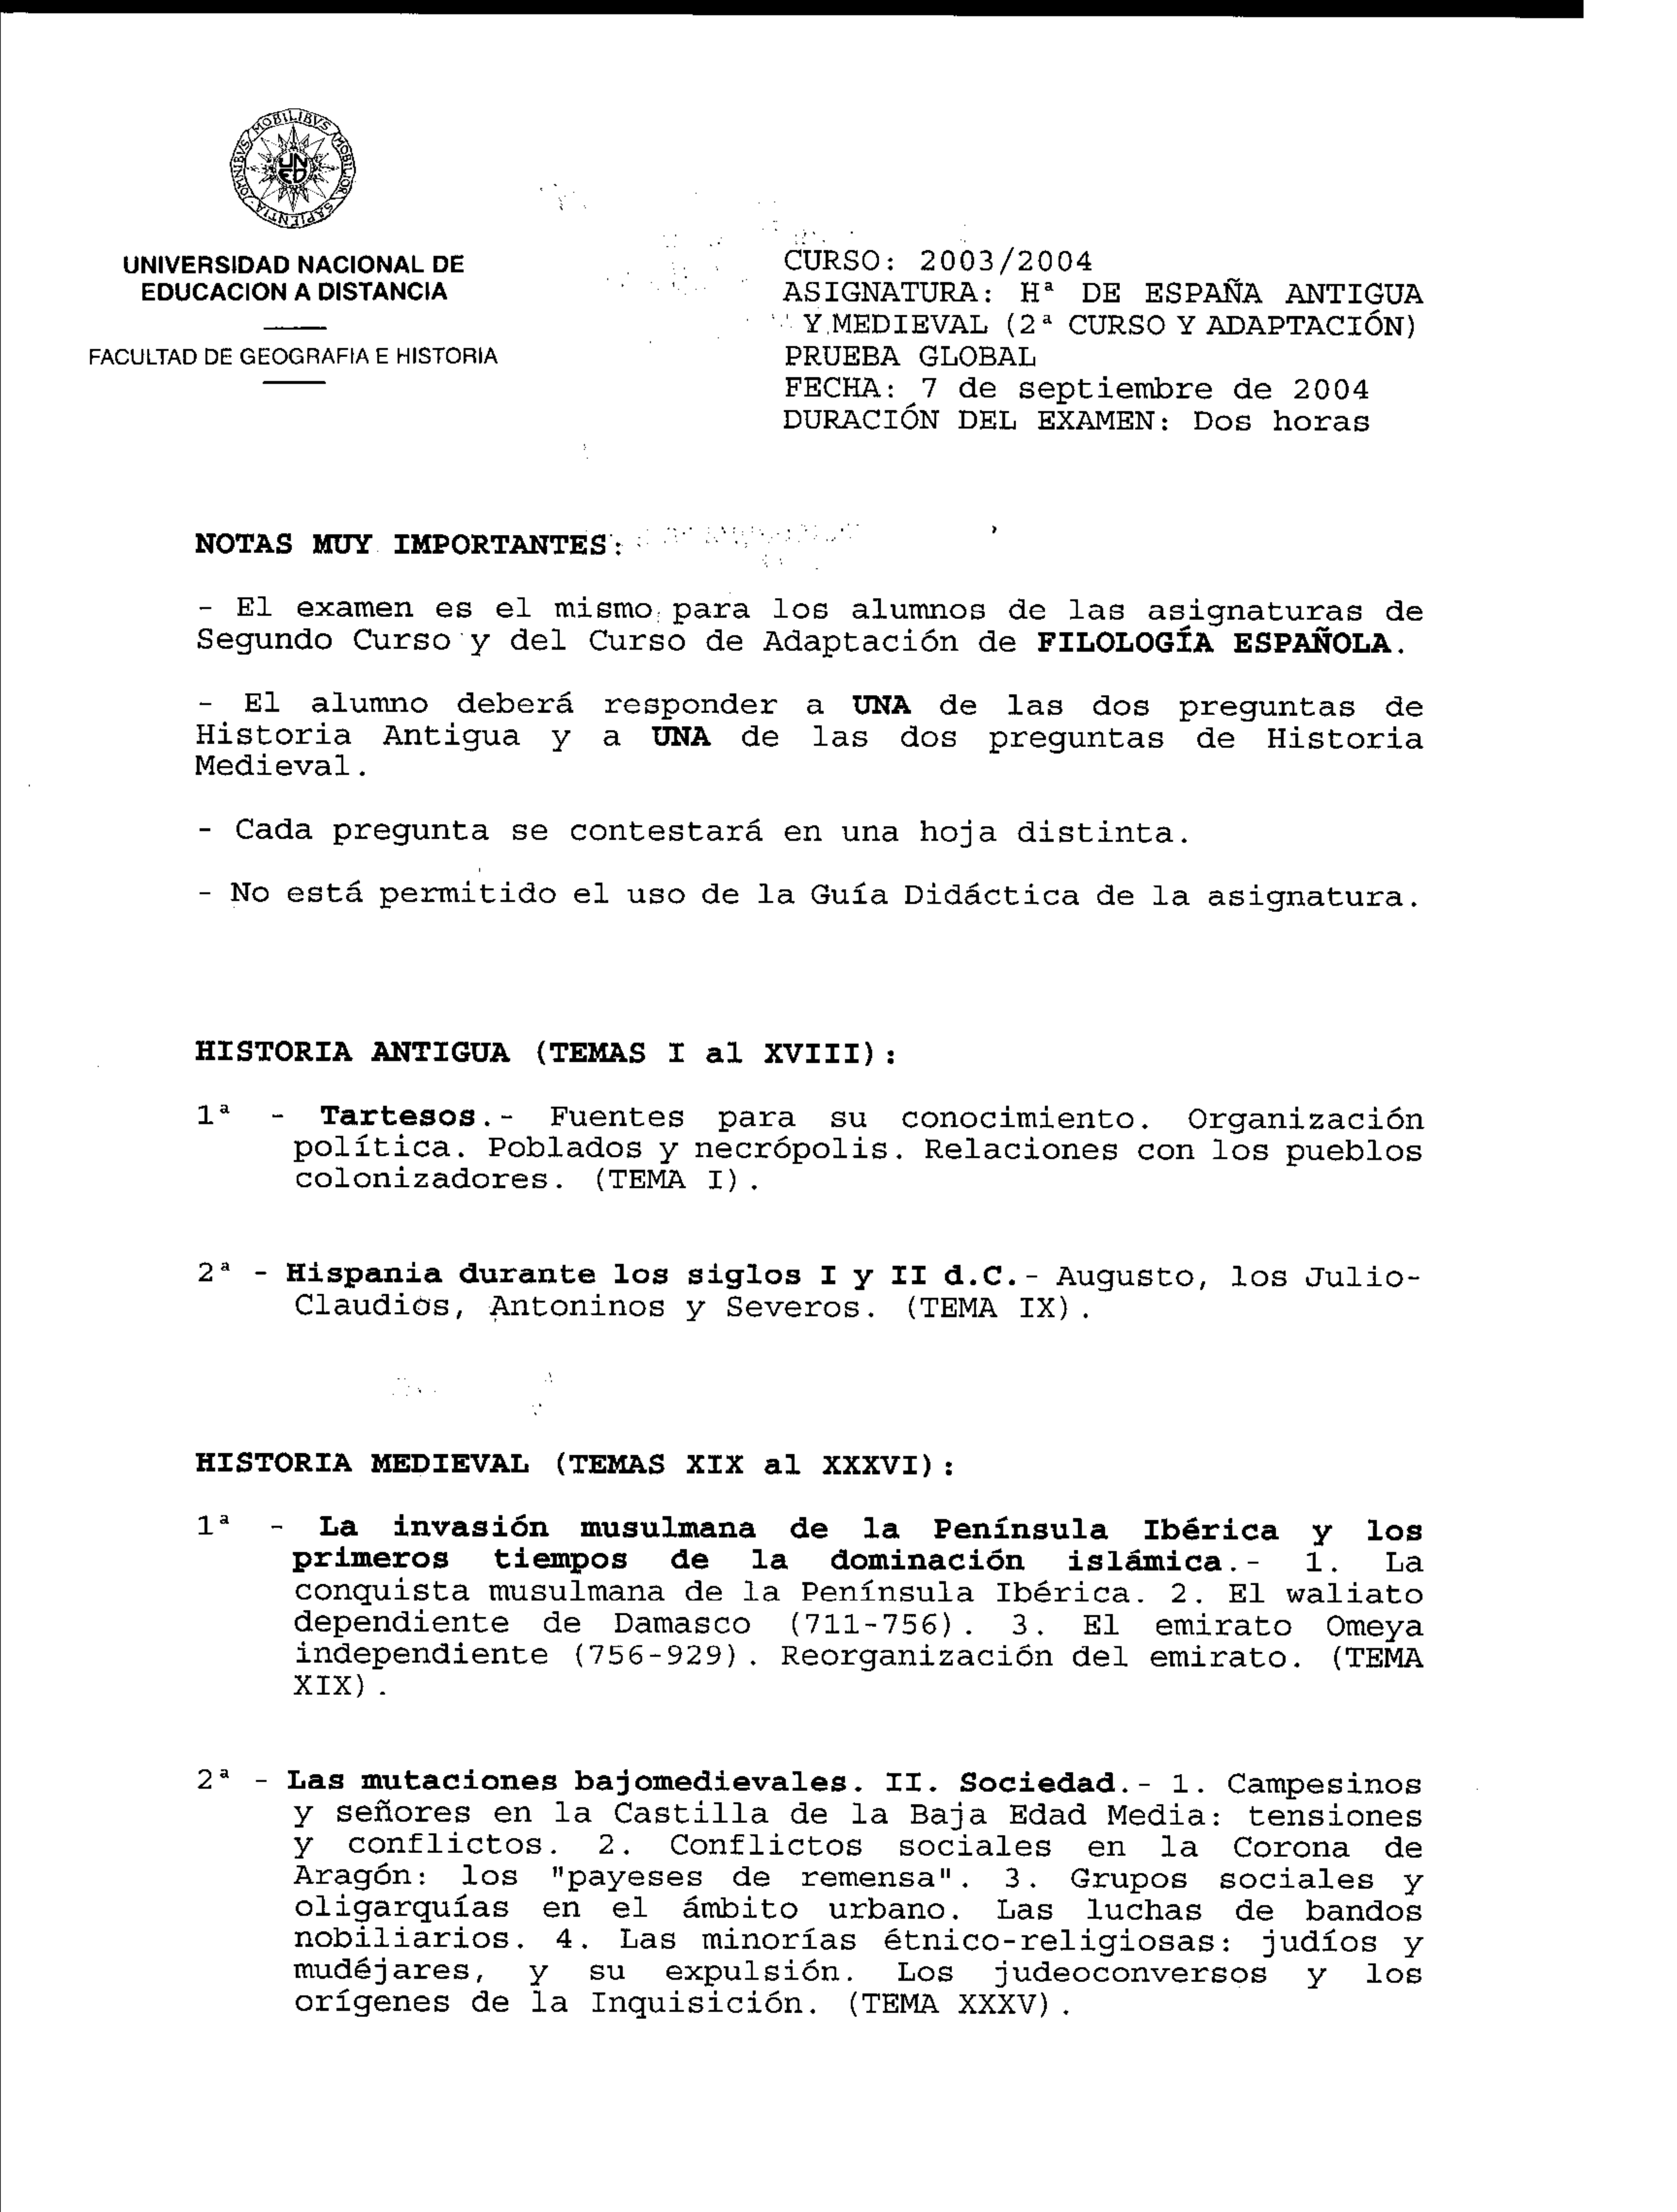 OMNIBVS MOBILIBVS MOBILIOR SAPIENTIA
UN
ED
UNIVERSIDAD NACIONAL DE
EDUCACION A DISTANCIA
FACULTAD DE GEOGRAFIA E HISTORIA
CURSO: 2003/2004
ASIGNATURA: Hª DE ESPAÑA ANTIGUA
Y MEDIEVAL (2ª CURSO Y ADAPTACIÓN)
PRUEBA GLOBAL
FECHA: 7 de septiembre de 2004
DURACIÓN DEL EXAMEN: Dos horas
NOTAS MUY IMPORTANTES:
- El examen es el mismo para los alumnos de las asignaturas de
Segundo Curso y del Curso de Adaptación de FILOLOGÍA ESPAÑOLA.
- El alumno deberá responder a UNA de las dos preguntas de
Historia Antigua y a UNA de las dos preguntas de Historia
Medieval.
- Cada pregunta se contestará en una hoja distinta.
- No está permitido el uso de la Guía Didáctica de la asignatura.
HISTORIA ANTIGUA (TEMAS I al XVIII):
1ª - Tartesos.- Fuentes para su conocimiento. Organización
política. Poblados y necrópolis. Relaciones con los pueblos
colonizadores. (TEMA I).
2ª - Hispania durante los siglos I y II d.C.- Augusto, los Julio-
Claudios, Antoninos y Severos. (TEMA IX).
HISTORIA MEDIEVAL (TEMAS XIX al XXXVI):
1ª - La invasión musulmana de la Península Ibérica y los
primeros tiempos de la dominación islámica.- 1. La
conquista musulmana de la Península Ibérica. 2. El waliato
dependiente de Damasco (711-756). 3. El emirato Omeya
independiente (756-929). Reorganización del emirato. (TEMA
XIX).
2ª - Las mutaciones bajomedievales. II. Sociedad.- 1. Campesinos
y señores en la Castilla de la Baja Edad Media: tensiones
y conflictos. 2. Conflictos sociales en la Corona de
Aragón: los "payeses de remensa". 3. Grupos sociales y
oligarquías en el ámbito urbano. Las luchas de bandos
nobiliarios. 4. Las minorías étnico-religiosas: judíos y
mudéjares, y su expulsión. Los judeoconversos y los
orígenes de la Inquisición. (TEMA XXXV).